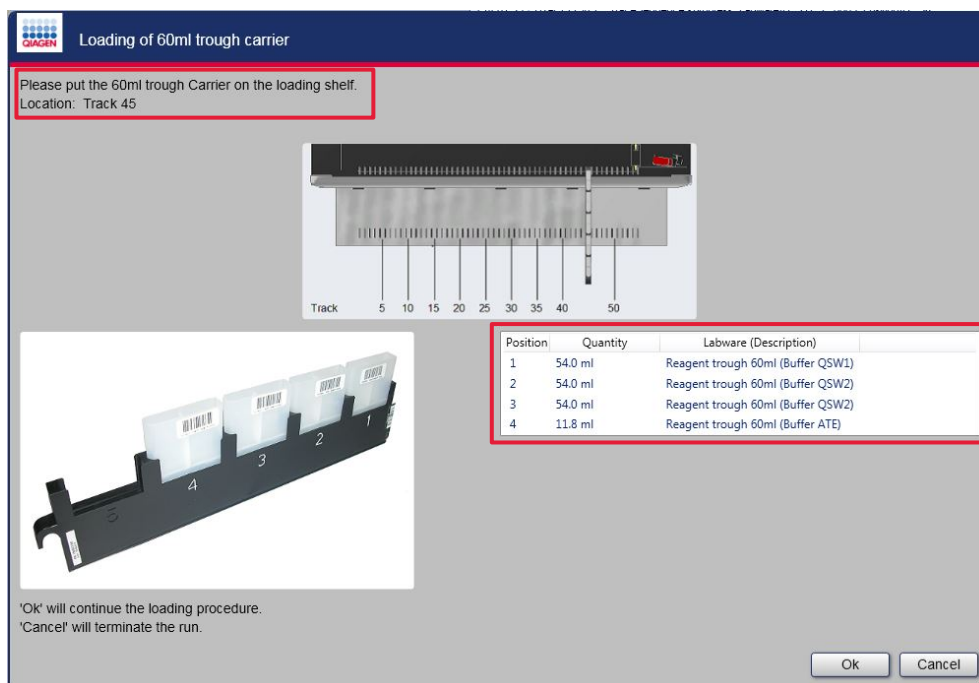 QIAGEN
Loading of 60ml trough carrier
Please put the 60ml trough Carrier on the loading shelf.
Location: Track 45
Track 5 10 15 20 25 30 35 40 50
Position Quantity Labware (Description)
1 54.0 ml Reagent trough 60ml (Buffer QSW1)
2 54.0 ml Reagent trough 60ml (Buffer QSW2)
3 54.0 ml Reagent trough 60ml (Buffer QSW2)
4 11.8 ml Reagent trough 60ml (Buffer ATE)
5 4 3 2 1
'Ok' will continue the loading procedure.
'Cancel' will terminate the run.
Ok Cancel